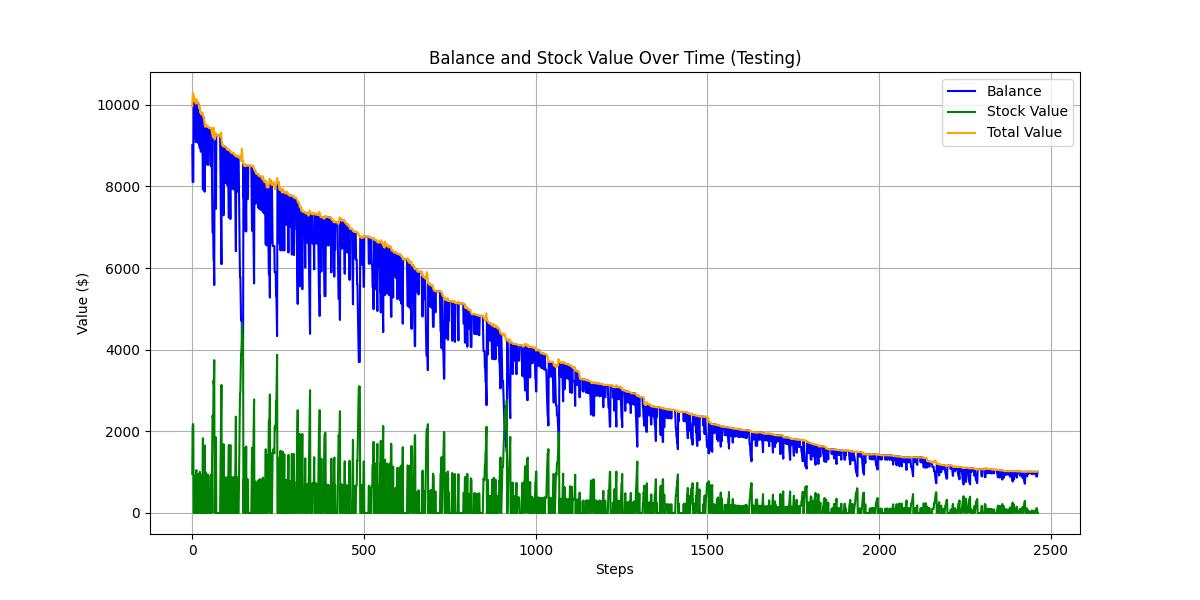 Balance and Stock Value Over Time (Testing)
Balance
Stock Value
Total Value
Value ($)
10000
8000
6000
4000
2000
0
0 500 1000 1500 2000 2500
Steps